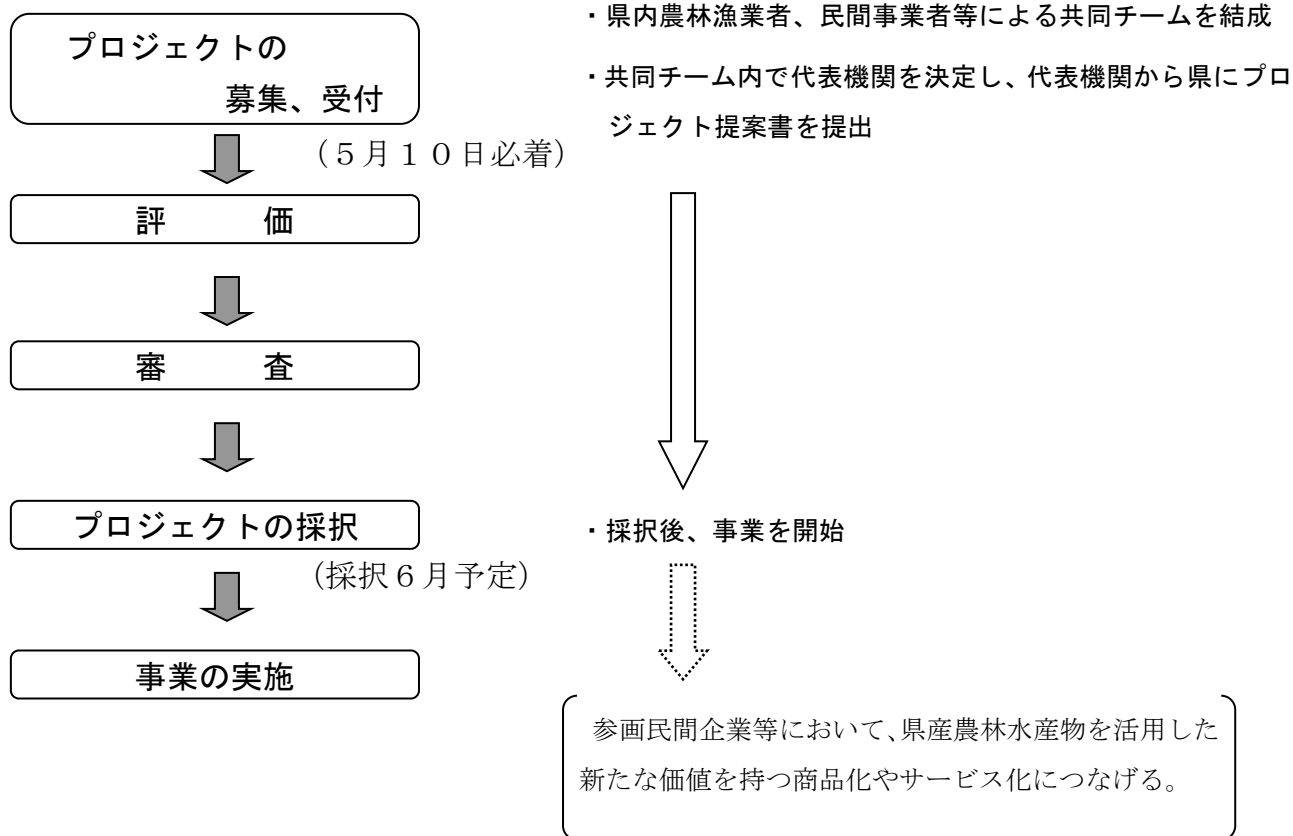 プロジェクトの
募集、受付
(5月10日必着)
評　　価
審　　査
プロジェクトの採択
(採択6月予定)
事業の実施
・県内農林漁業者、民間事業者等による共同チームを結成
・共同チーム内で代表機関を決定し、代表機関から県にプロ
ジェクト提案書を提出
・採択後、事業を開始
参画民間企業等において、県産農林水産物を活用した
新たな価値を持つ商品化やサービス化につなげる。